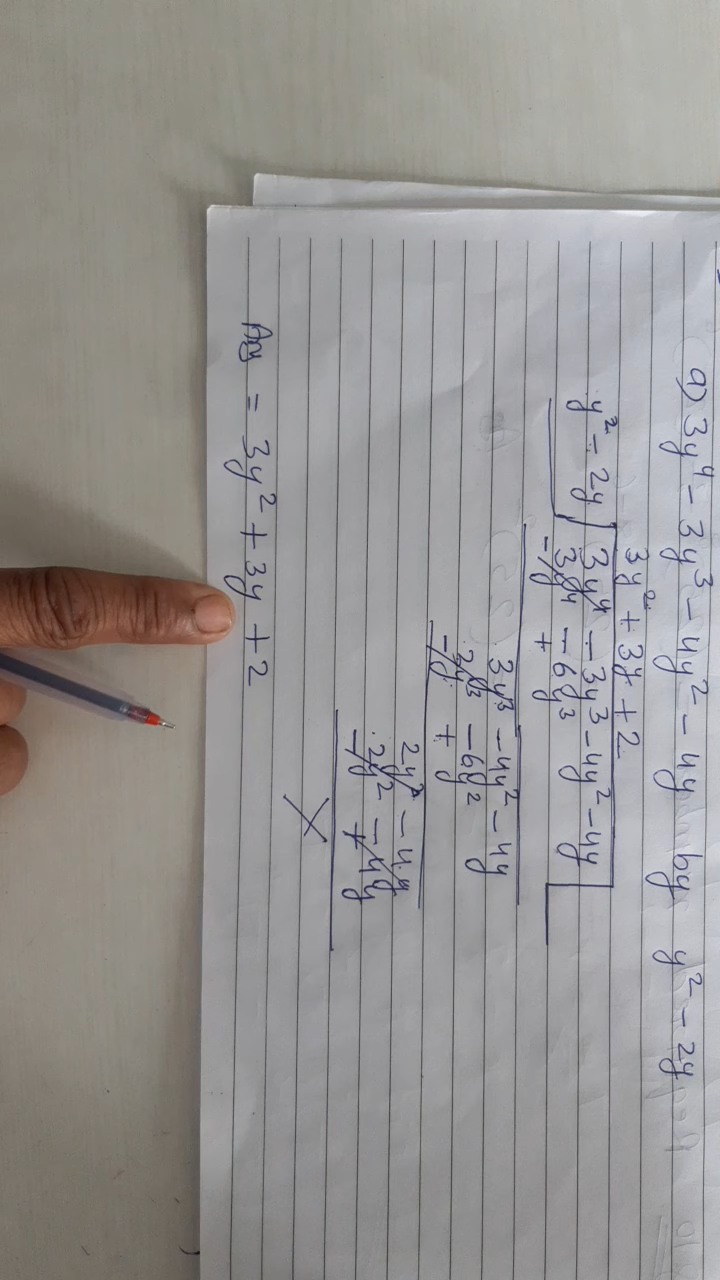 a) 3y⁴ - 3y³ - 4y² - 4y by y² - 2y
3y² + 3y + 2
y² - 2y 3y⁴ - 3y³ - 4y² - 4y
3y⁴ - 6y³
- +
3y³ - 4y² - 4y
3y³ - 6y²
- +
2y² - 4y
2y² - 4y
- +
X
Ans = 3y² + 3y + 2